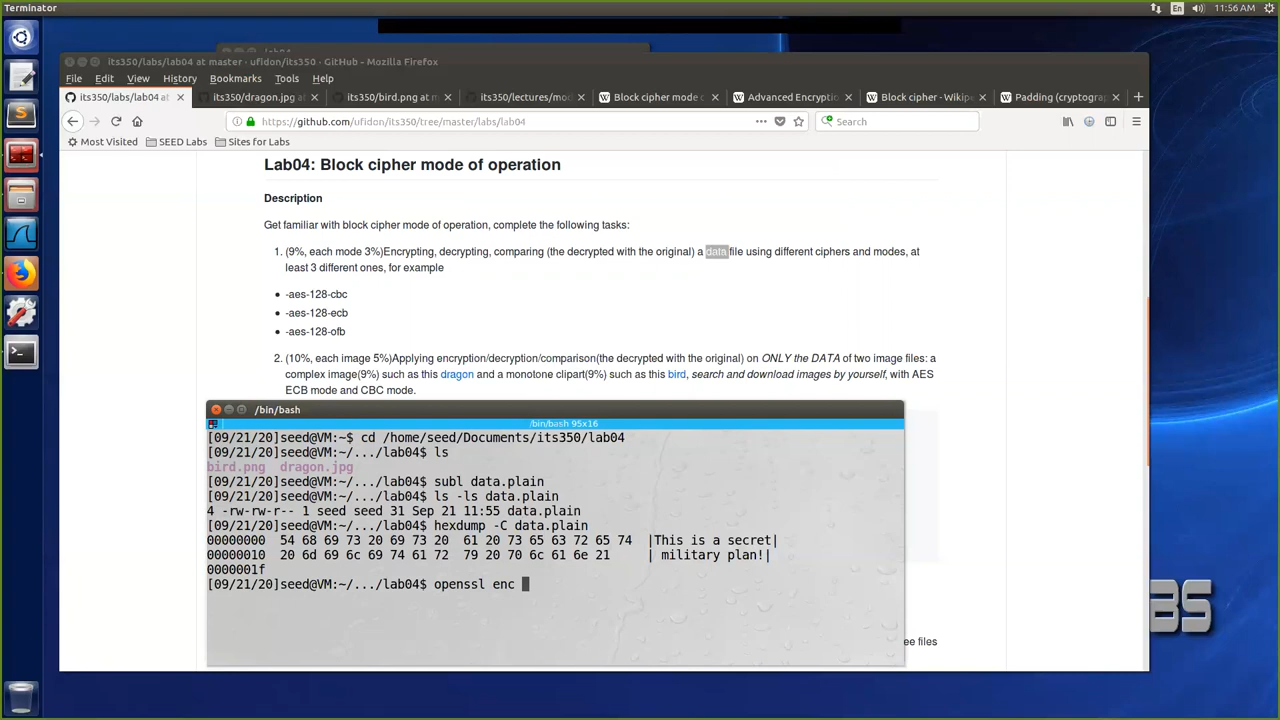 Terminator
En
11:56 AM
its350/labs/lab04 at master · ufidon/its350 · GitHub - Mozilla Firefox
File Edit View History Bookmarks Tools Help
its350/labs/lab04 at
its350/dragon.jpg at
its350/bird.png at m
its350/lectures/mod
Block cipher mode o
Advanced Encryptio
Block cipher - Wikipe
Padding (cryptograp
https://github.com/ufidon/its350/tree/master/labs/lab04
Search
Most Visited
SEED Labs
Sites for Labs
Lab04: Block cipher mode of operation
Description
Get familiar with block cipher mode of operation, complete the following tasks:
1. (9%, each mode 3%)Encrypting, decrypting, comparing (the decrypted with the original) a data file using different ciphers and modes, at
least 3 different ones, for example
• -aes-128-cbc
• -aes-128-ecb
• -aes-128-ofb
2. (10%, each image 5%)Applying encryption/decryption/comparison(the decrypted with the original) on ONLY the DATA of two image files: a
complex image(9%) such as this dragon and a monotone clipart(9%) such as this bird, search and download images by yourself, with AES
ECB mode and CBC mode.
/bin/bash
/bin/bash 95x16
[09/21/20]seed@VM:~$ cd /home/seed/Documents/its350/lab04
[09/21/20]seed@VM:~/.../lab04$ ls
bird.png  dragon.jpg
[09/21/20]seed@VM:~/.../lab04$ subl data.plain
[09/21/20]seed@VM:~/.../lab04$ ls -ls data.plain
4 -rw-rw-r-- 1 seed seed 31 Sep 21 11:55 data.plain
[09/21/20]seed@VM:~/.../lab04$ hexdump -C data.plain
00000000  54 68 69 73 20 69 73 20  61 20 73 65 63 72 65 74  |This is a secret|
00000010  20 6d 69 6c 69 74 61 72  79 20 70 6c 61 6e 21     | military plan!|
0000001f
[09/21/20]seed@VM:~/.../lab04$ openssl enc
ee files
BS